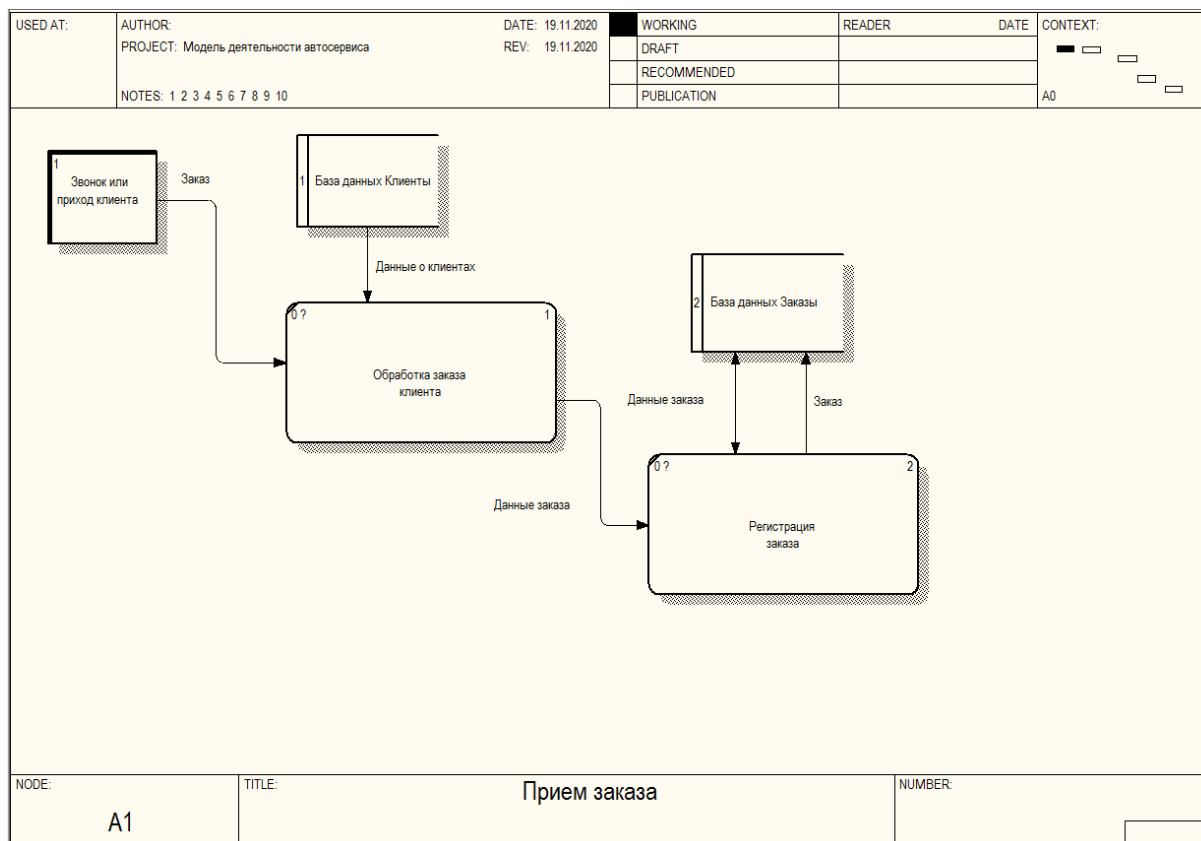 USED AT:
AUTHOR:
DATE: 19.11.2020
PROJECT: Модель деятельности автосервиса
REV: 19.11.2020
NOTES: 1 2 3 4 5 6 7 8 9 10
WORKING
DRAFT
RECOMMENDED
PUBLICATION
READER
DATE
CONTEXT:
A0
1
Звонок или
приход клиента
Заказ
1
База данных Клиенты
Данные о клиентах
0 ?
1
Обработка заказа
клиента
2
База данных Заказы
Данные заказа
Заказ
Данные заказа
0 ?
2
Регистрация
заказа
NODE:
A1
TITLE:
Прием заказа
NUMBER: